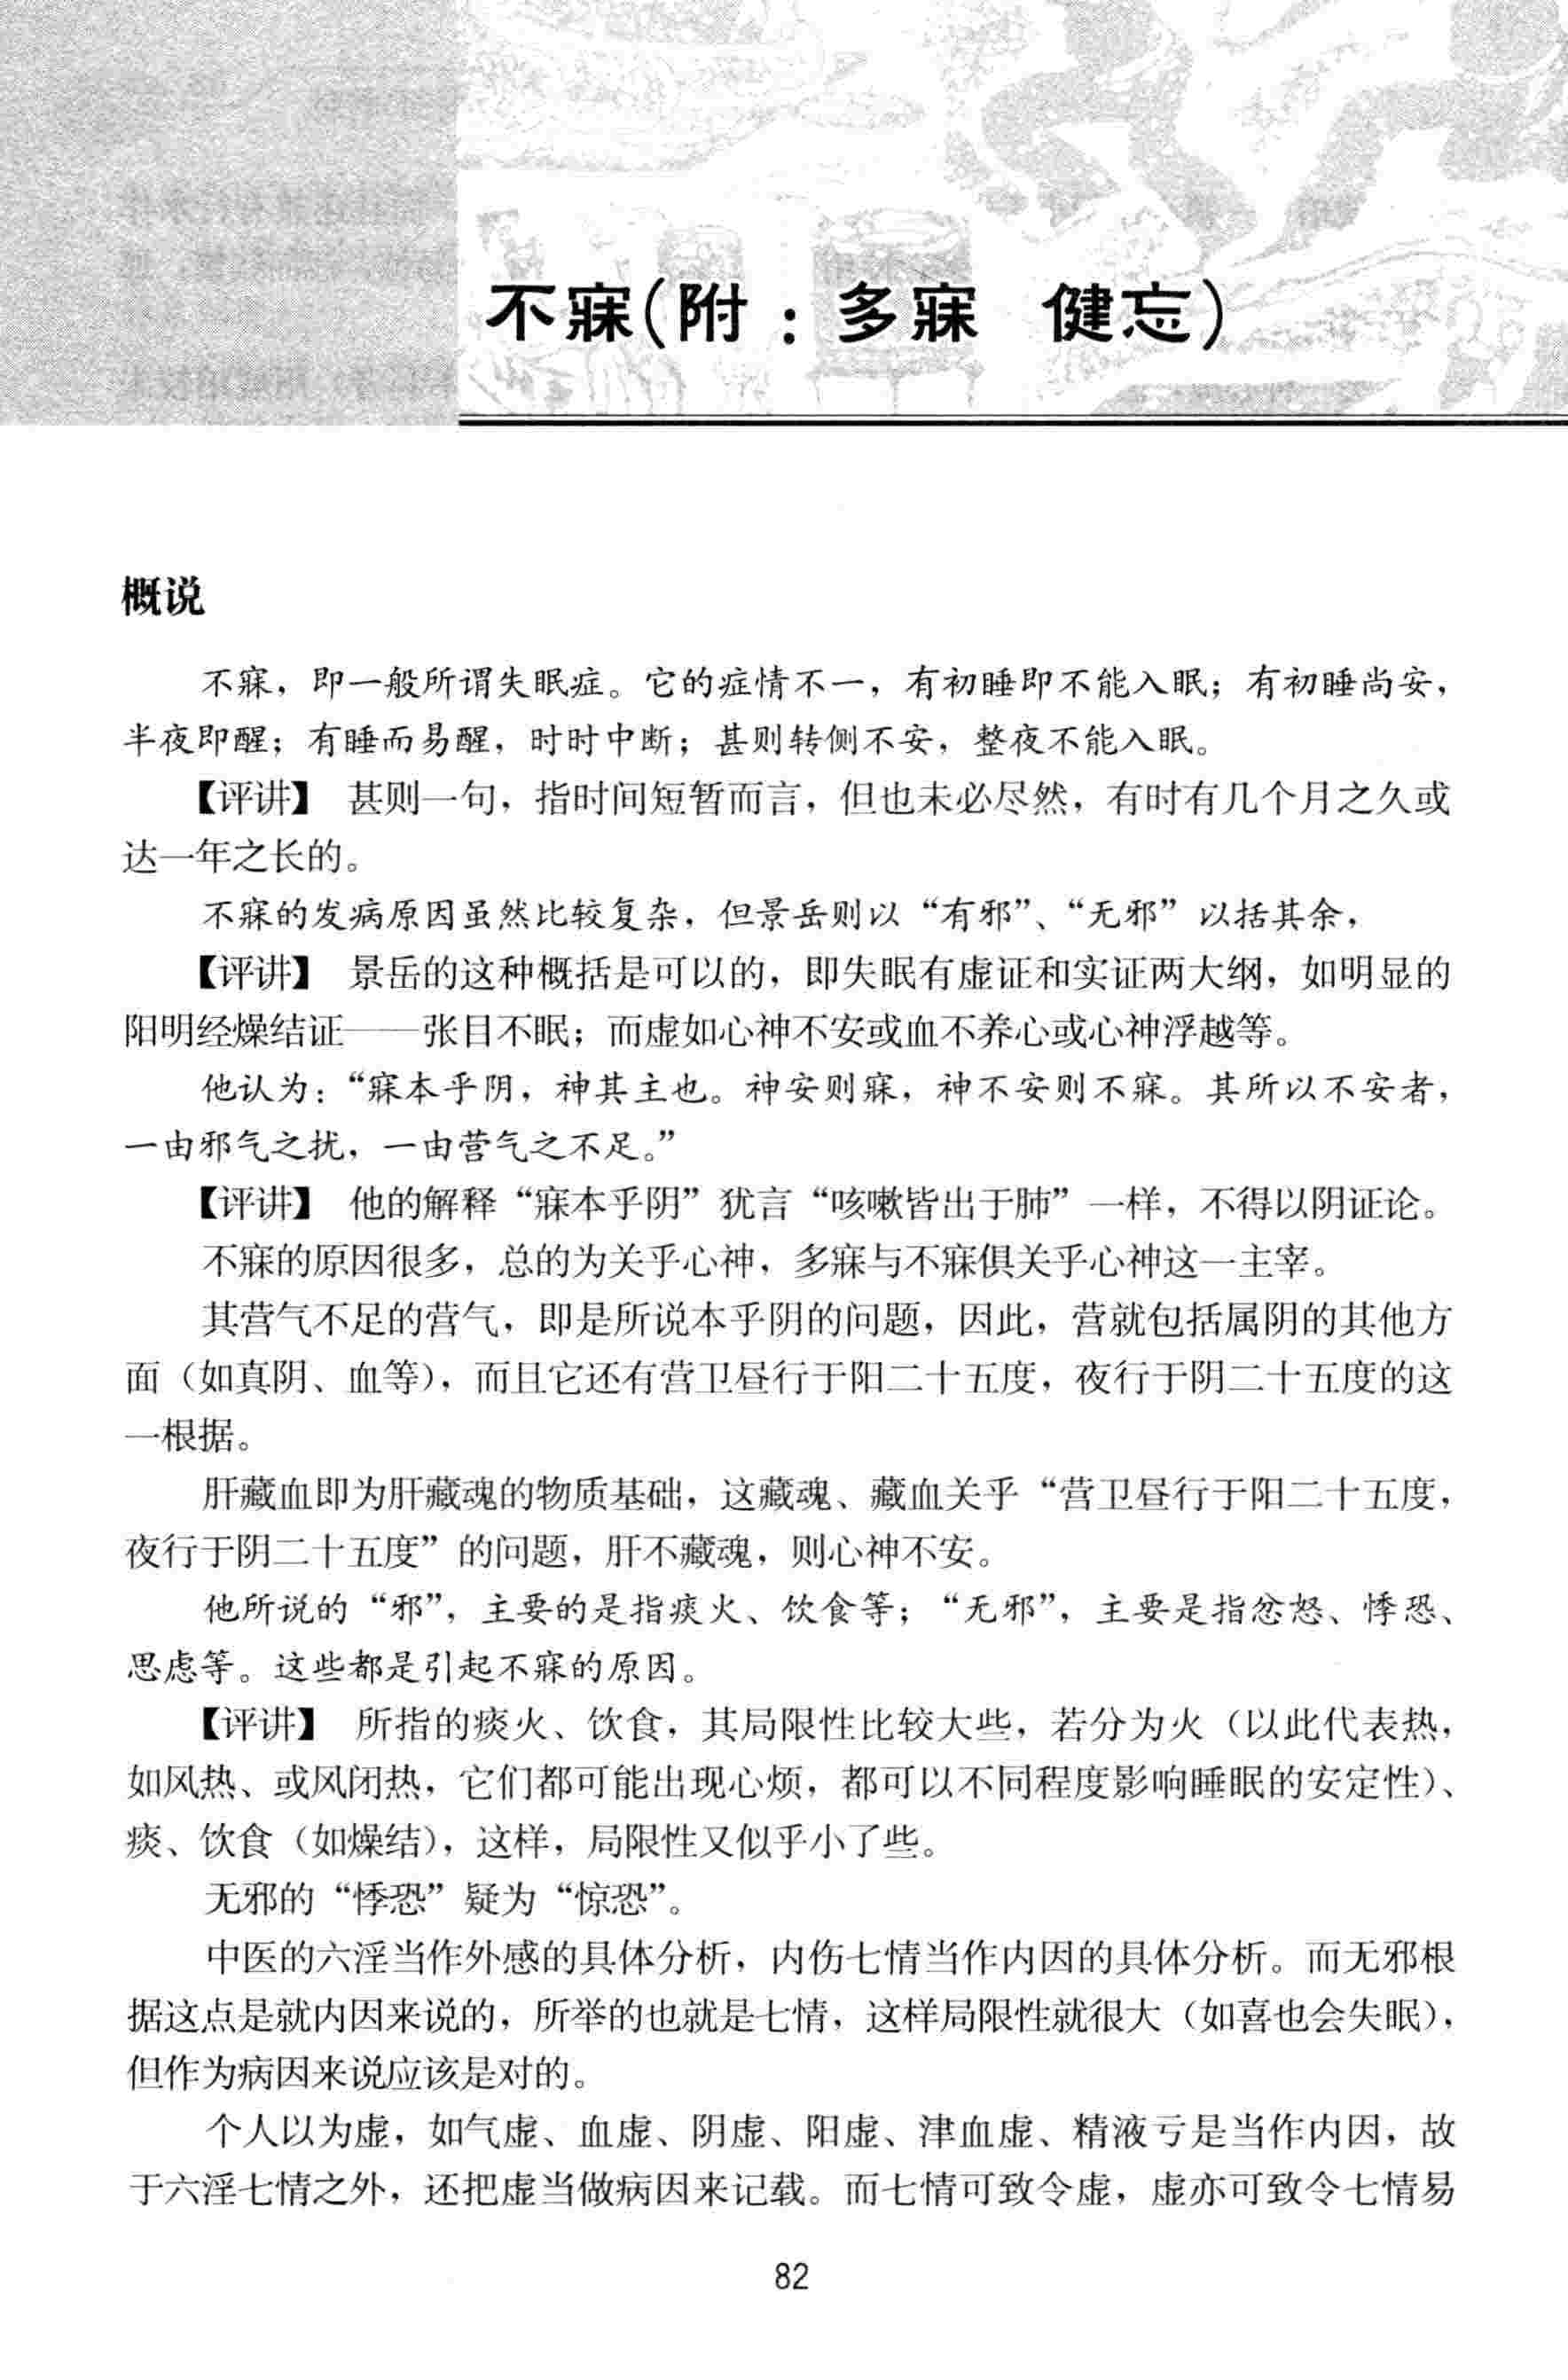 不寐(附：多寐　健忘)
概说
不寐，即一般所谓失眠症。它的症情不一，有初睡即不能入眠；有初睡尚安，
半夜即醒；有睡而易醒，时时中断；甚则转侧不安，整夜不能入眠。
【评讲】 甚则一句，指时间短暂而言，但也未必尽然，有时有几个月之久或
达一年之长的。
不寐的发病原因虽然比较复杂，但景岳则以“有邪”、“无邪”以括其余，
【评讲】 景岳的这种概括是可以的，即失眠有虚证和实证两大纲，如明显的
阳明经燥结证——张目不眠；而虚如心神不安或血不养心或心神浮越等。
他认为：“寐本乎阴，神其主也。神安则寐，神不安则不寐。其所以不安者，
一由邪气之扰，一由营气之不足。”
【评讲】 他的解释“寐本乎阴”犹言“咳嗽皆出于肺”一样，不得以阴证论。
不寐的原因很多，总的为关乎心神，多寐与不寐俱关乎心神这一主宰。
其营气不足的营气，即是所说本乎阴的问题，因此，营就包括属阴的其他方
面（如真阴、血等），而且它还有营卫昼行于阳二十五度，夜行于阴二十五度的这
一根据。
肝藏血即为肝藏魂的物质基础，这藏魂、藏血关乎“营卫昼行于阳二十五度，
夜行于阴二十五度”的问题，肝不藏魂，则心神不安。
他所说的“邪”，主要的是指痰火、饮食等；“无邪”，主要是指忿怒、悸恐、
思虑等。这些都是引起不寐的原因。
【评讲】 所指的痰火、饮食，其局限性比较大些，若分为火（以此代表热，
如风热、或风闭热，它们都可能出现心烦，都可以不同程度影响睡眠的安定性）、
痰、饮食（如燥结），这样，局限性又似乎小了些。
无邪的“悸恐”疑为“惊恐”。
中医的六淫当作外感的具体分析，内伤七情当作内因的具体分析。而无邪根
据这点是就内因来说的，所举的也就是七情，这样局限性就很大（如喜也会失眠），
但作为病因来说应该是对的。
个人以为虚，如气虚、血虚、阴虚、阳虚、津血虚、精液亏是当作内因，故
于六淫七情之外，还把虚当做病因来记载。而七情可致令虚，虚亦可致令七情易
82